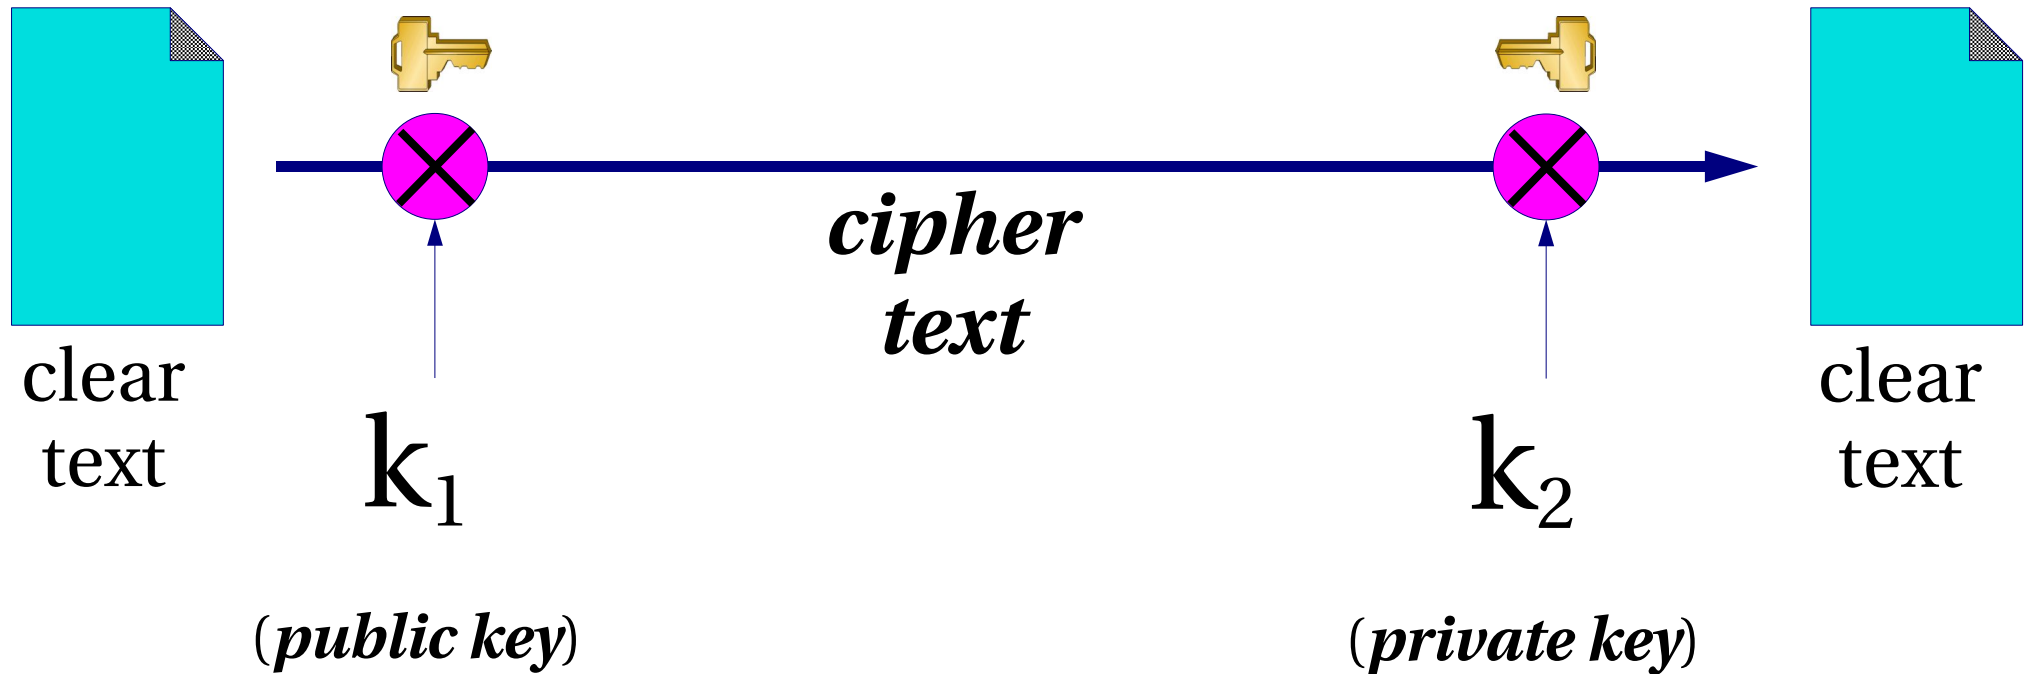 clear
text
cipher
text
clear
text
k₁
k₂
(public key)
(private key)